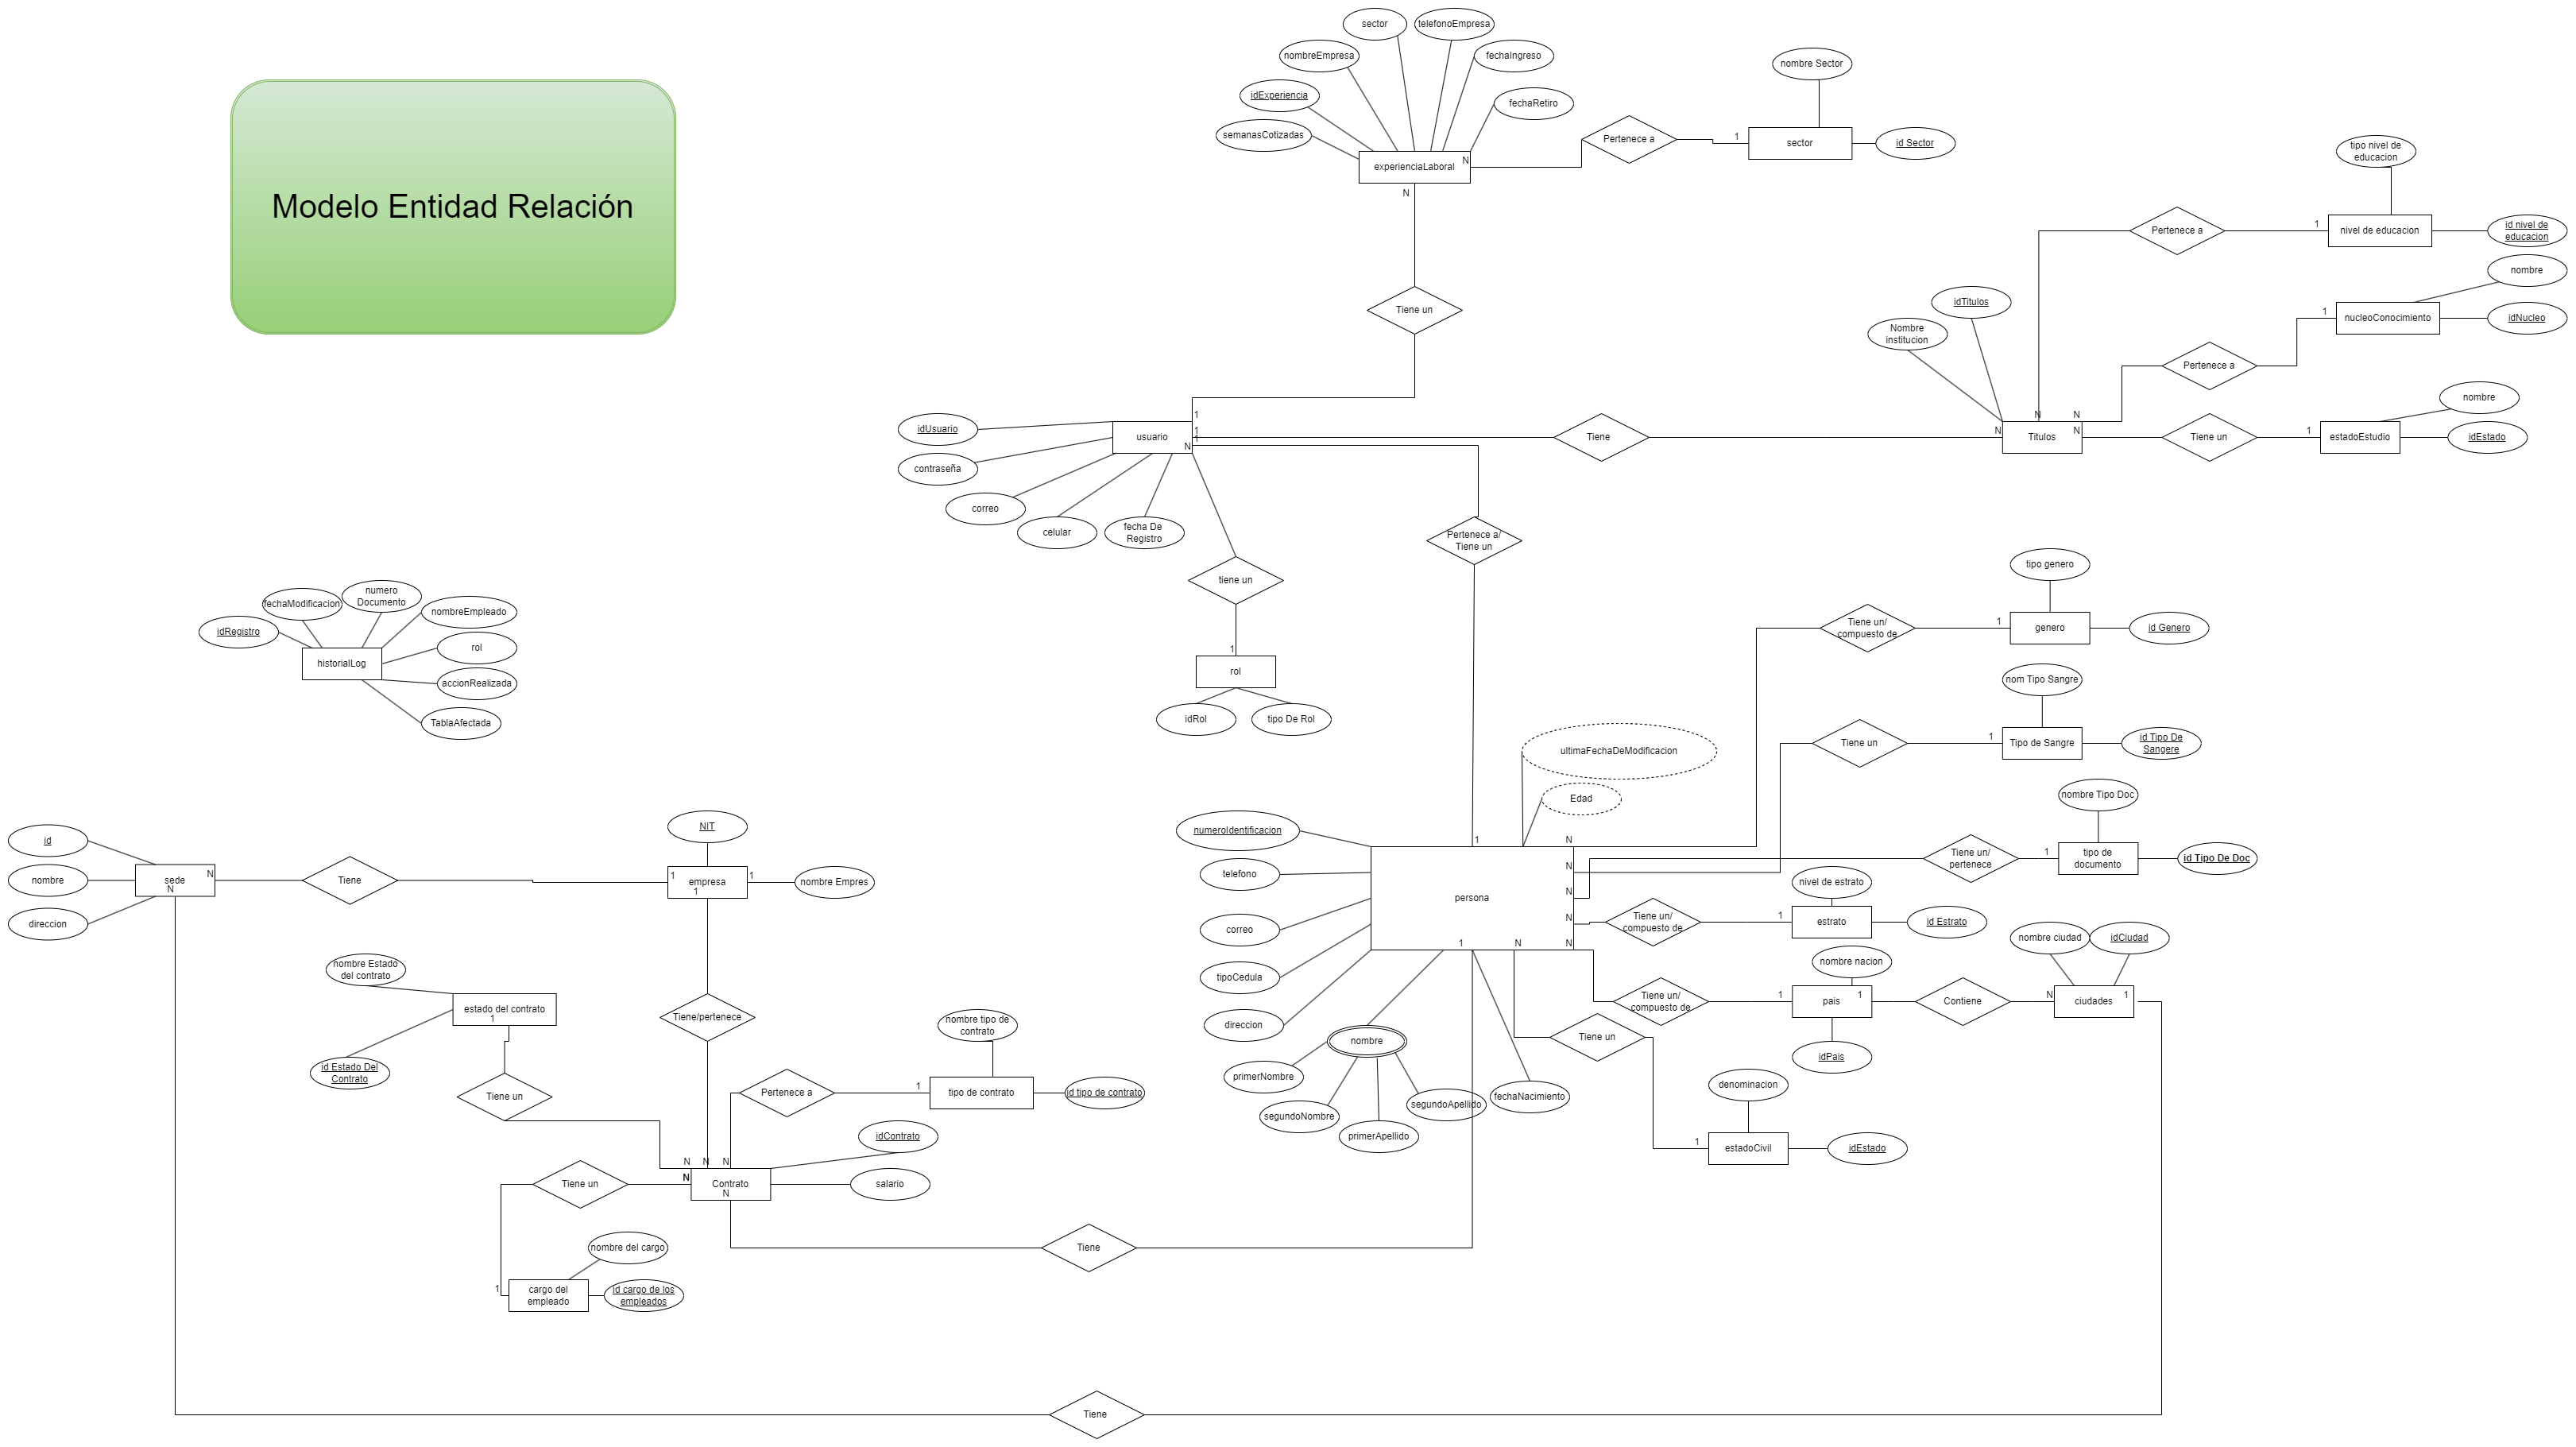 Modelo Entidad Relación
sector
telefonoEmpresa
nombreEmpresa
fechaIngreso
idExperiencia
fechaRetiro
semanasCotizadas
experienciaLaboral
N
N
Pertenece a
1
sector
nombre Sector
id Sector
Tiene un
tipo nivel de
educacion
Pertenece a
1
nivel de educacion
id nivel de
educacion
nombre
1
nucleoConocimiento
idNucleo
Pertenece a
idTitulos
Nombre
institucion
nombre
N
N
N
Titulos
N
Tiene un
1
estadoEstudio
idEstado
idUsuario
usuario
1
1
1
N
Tiene
contraseña
correo
celular
fecha De
Registro
Pertenece a/
Tiene un
tiene un
1
rol
idRol
tipo De Rol
fechaModificacion
numero
Documento
nombreEmpleado
idRegistro
rol
historialLog
accionRealizada
TablaAfectada
tipo genero
Tiene un/
compuesto de
1
genero
id Genero
nom Tipo Sangre
Tiene un
1
Tipo de Sangre
id Tipo De
Sangere
ultimaFechaDeModificacion
Edad
nombre Tipo Doc
Tiene un/
pertenece
1
tipo de
documento
id Tipo De Doc
numeroIdentificacion
telefono
correo
tipoCedula
direccion
1
N
N
N
N
N
persona
1
N
nivel de estrato
Tiene un/
compuesto de
1
estrato
id Estrato
nombre nacion
Tiene un/
compuesto de
1
pais
1
idPais
Contiene
nombre ciudad
idCiudad
N
ciudades
1
Tiene un
denominacion
1
estadoCivil
idEstado
nombre
primerNombre
segundoNombre
primerApellido
segundoApellido
fechaNacimiento
id
nombre
direccion
sede
N
N
Tiene
NIT
1
empresa
1
1
nombre Empres
nombre Estado
del contrato
estado del contrato
1
id Estado Del
Contrato
Tiene un
Tiene/pertenece
nombre tipo de
contrato
Pertenece a
1
tipo de contrato
id tipo de contrato
idContrato
N
N
N
N
Contrato
N
salario
Tiene un
nombre del cargo
1
cargo del
empleado
id cargo de los
empleados
Tiene
Tiene